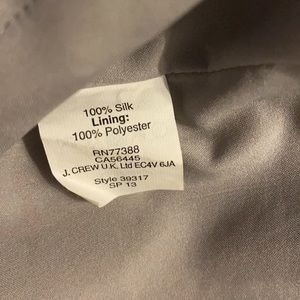 100% Silk
Lining:
100% Polyester
RN77388
CA56445
J. CREW U.K. Ltd EC4V 6JA
Style 39317
SP 13